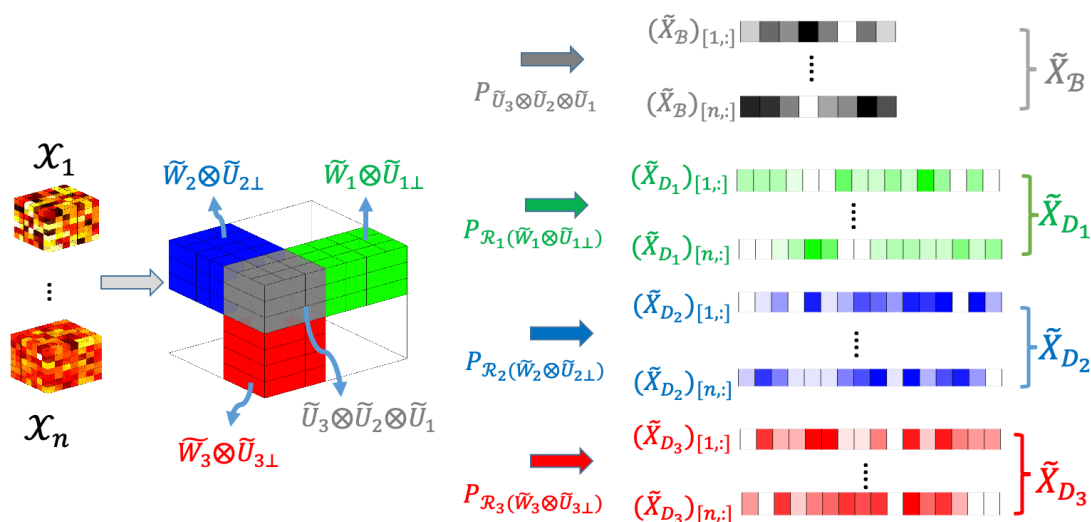 𝒳₁
⋮
𝒳ₙ
W̃₂⊗Ũ₂⊥
W̃₁⊗Ũ₁⊥
Ũ₃⊗Ũ₂⊗Ũ₁
W̃₃⊗Ũ₃⊥
P_{Ũ₃⊗Ũ₂⊗Ũ₁}
(X̃_ℬ)_{[1,:]}
⋮
(X̃_ℬ)_{[n,:]}
X̃_ℬ
P_{ℛ₁(W̃₁⊗Ũ₁⊥)}
(X̃_{D₁})_{[1,:]}
⋮
(X̃_{D₁})_{[n,:]}
X̃_{D₁}
P_{ℛ₂(W̃₂⊗Ũ₂⊥)}
(X̃_{D₂})_{[1,:]}
⋮
(X̃_{D₂})_{[n,:]}
X̃_{D₂}
P_{ℛ₃(W̃₃⊗Ũ₃⊥)}
(X̃_{D₃})_{[1,:]}
⋮
(X̃_{D₃})_{[n,:]}
X̃_{D₃}